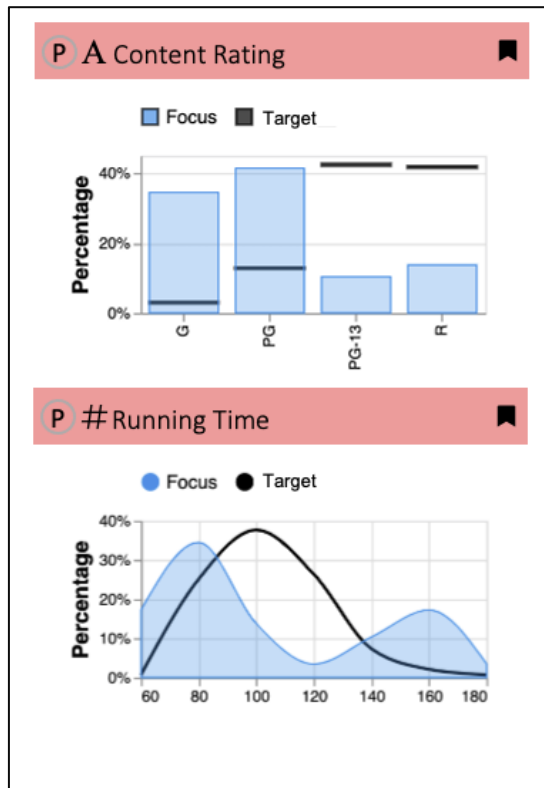 P A Content Rating
Focus Target
Percentage
40%
20%
0%
G PG PG-13 R
P # Running Time
Focus Target
Percentage
40%
30%
20%
10%
0%
60 80 100 120 140 160 180